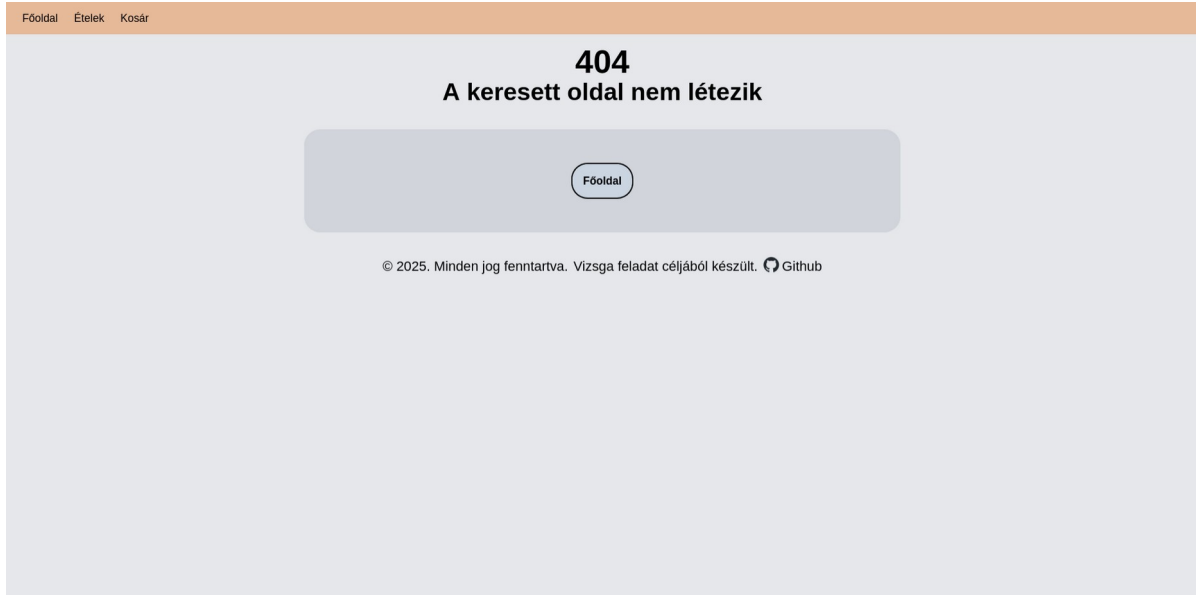 Főoldal Ételek Kosár
404
A keresett oldal nem létezik
Főoldal
© 2025. Minden jog fenntartva. Vizsga feladat céljából készült. Github